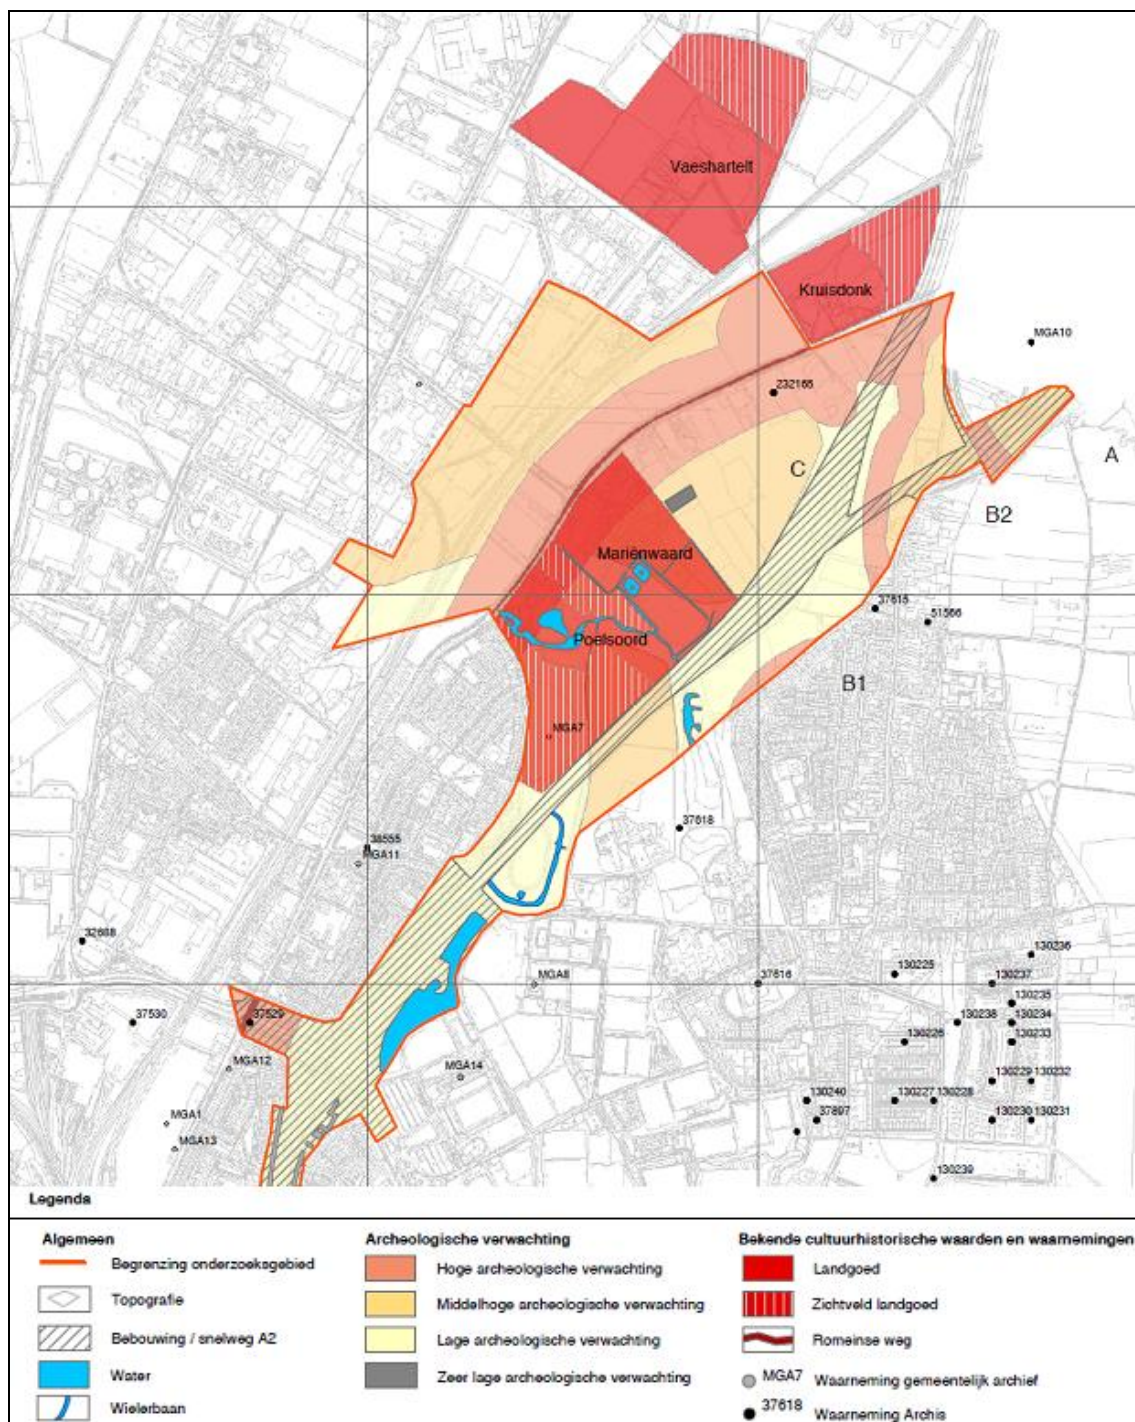 Vaeshartelt
Kruisdonk
MGA10
232166
A
C
B2
Mariënwaard
37615
51566
Poelsoord
B1
MGA7
37618
38555
MGA11
32688
130236
130225
MGA8
37616
130237
130235
37530
37529
130238
130234
130226
130233
MGA12
MGA14
130229
130232
130240
130227
130228
MGA1
37897
130230
130231
MGA13
130239
Legenda
Algemeen
Begrenzing onderzoeksgebied
Topografie
Bebouwing / snelweg A2
Water
Wielerbaan
Archeologische verwachting
Hoge archeologische verwachting
Middelhoge archeologische verwachting
Lage archeologische verwachting
Zeer lage archeologische verwachting
Bekende cultuurhistorische waarden en waarnemingen
Landgoed
Zichtveld landgoed
Romeinse weg
MGA7 Waarneming gemeentelijk archief
37618 Waarneming Archis